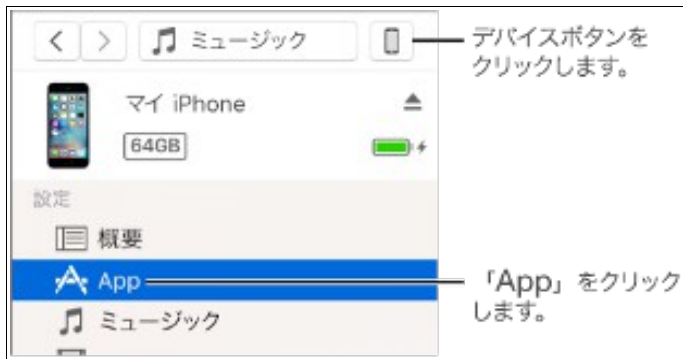 ミュージック
デバイスボタンを
クリックします。
マイ iPhone
64GB
設定
概要
App
「App」をクリック
します。
ミュージック